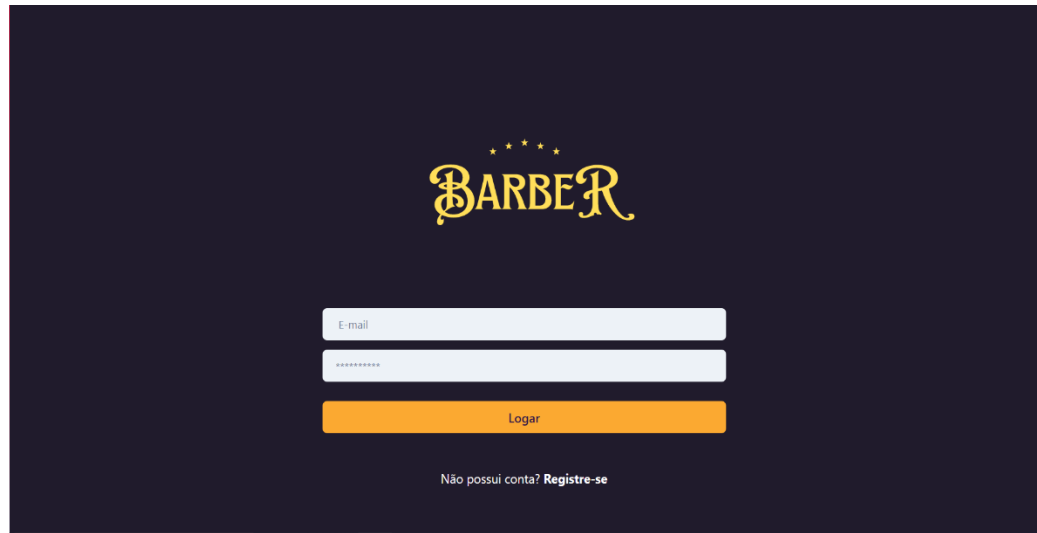 BARBER
E-mail
**********
Logar
Não possui conta? Registre-se